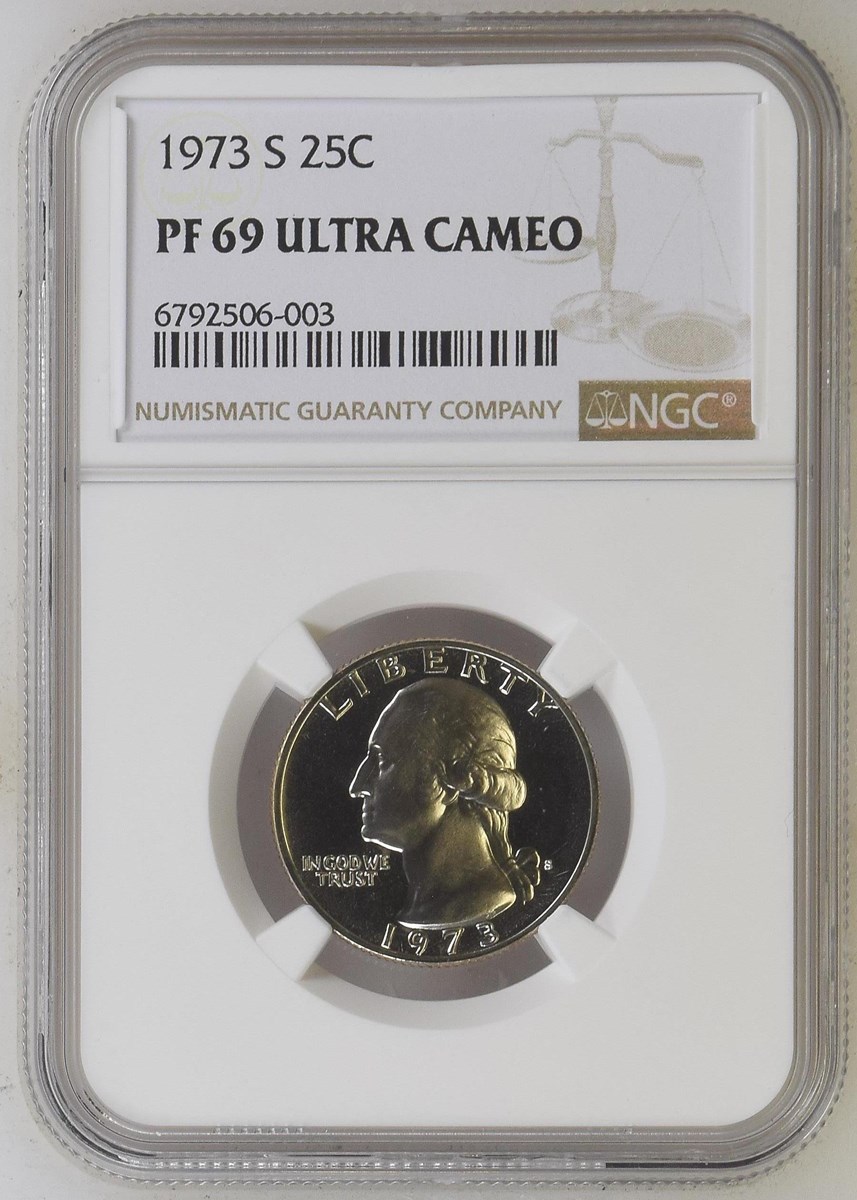 1973 S 25C
PF 69 ULTRA CAMEO
6792506-003
NUMISMATIC GUARANTY COMPANY
NGC®
LIBERTY
IN GOD WE
TRUST
S
1973